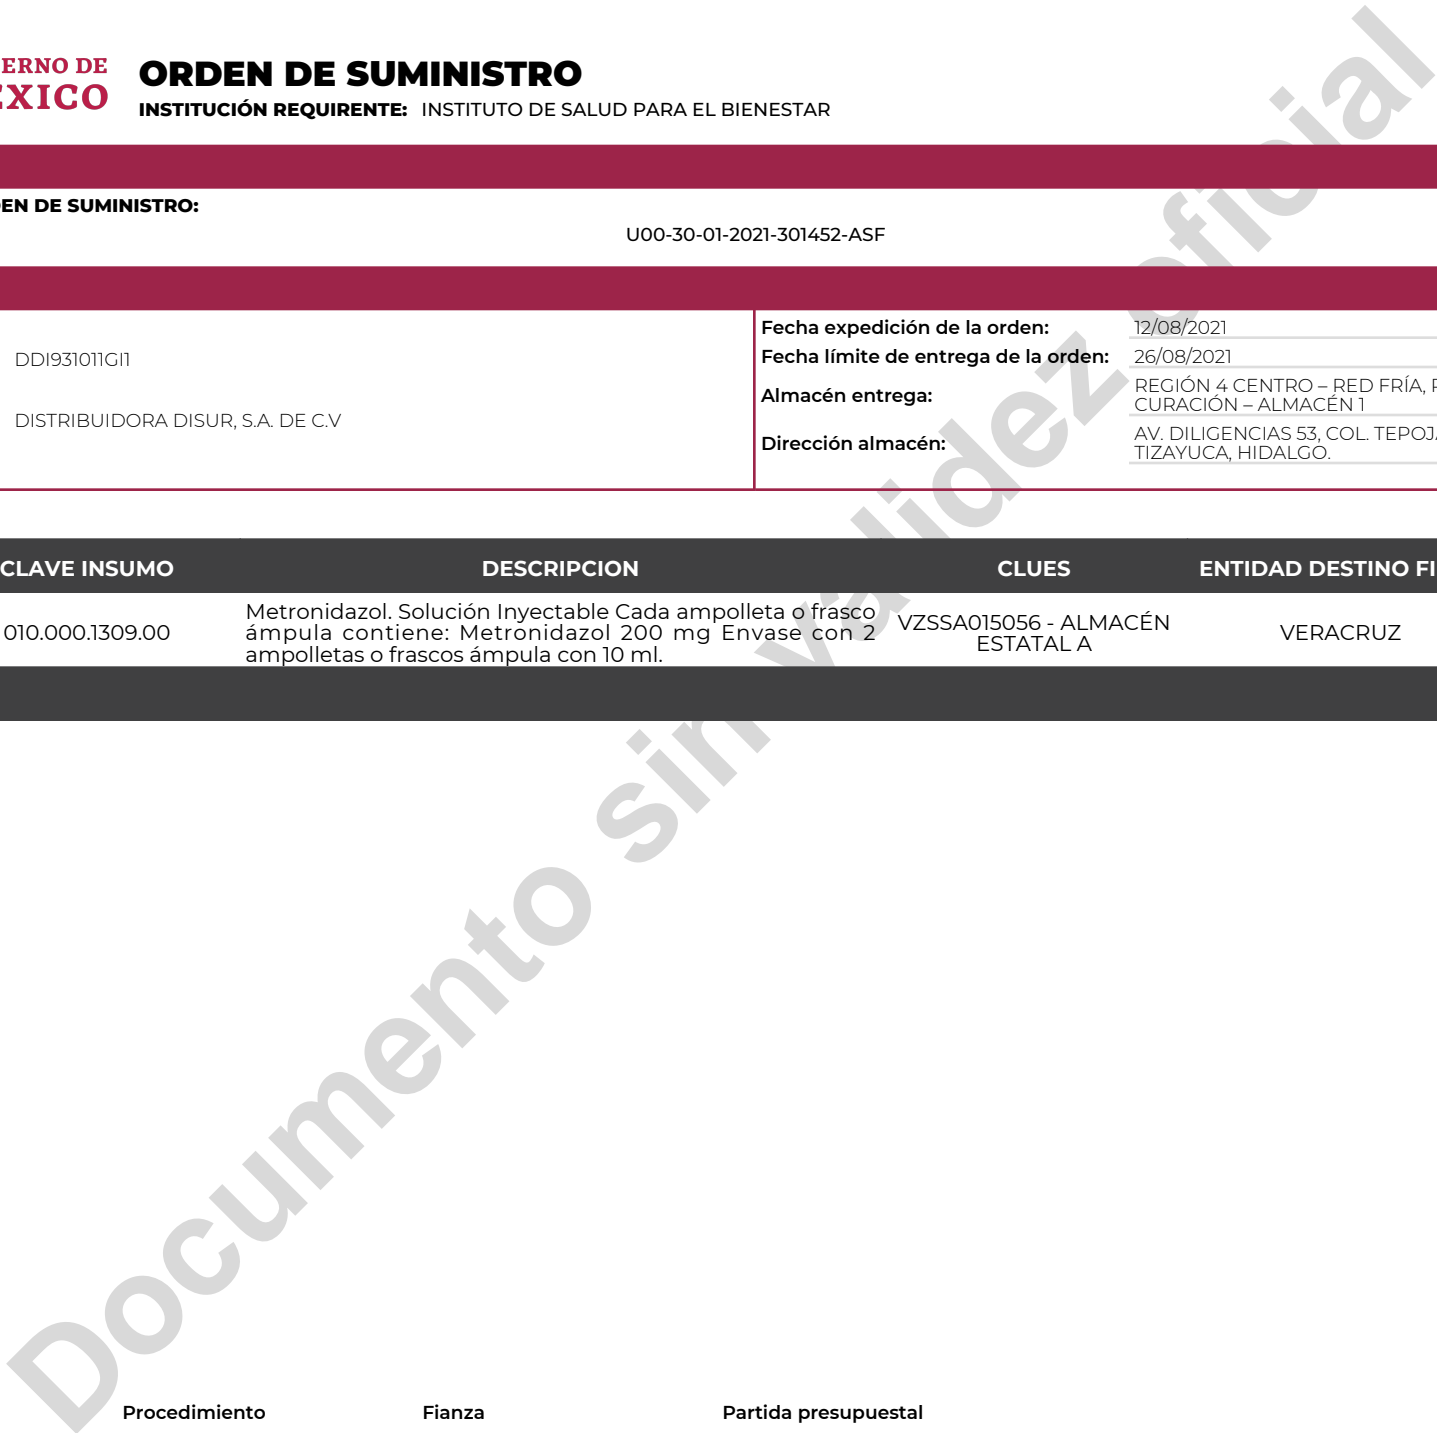 ERNO DE
ORDEN DE SUMINISTRO
INSTITUCIÓN REQUIRENTE: INSTITUTO DE SALUD PARA EL BIENESTAR
EN DE SUMINISTRO:
U00-30-01-2021-301452-ASF
DDI931011GI1
DISTRIBUIDORA DISUR, S.A. DE C.V
Fecha expedición de la orden: 12/08/2021
Fecha límite de entrega de la orden: 26/08/2021
Almacén entrega: REGIÓN 4 CENTRO – RED FRÍA,
CURACIÓN – ALMACÉN 1
Dirección almacén: AV. DILIGENCIAS 53, COL.
TIZAYUCA, HIDALGO.
CLAVE INSUMO DESCRIPCION CLUES ENTIDAD DESTINO
010.000.1309.00
Metronidazol. Solución Inyectable Cada ampolleta o frasco
ámpula contiene: Metronidazol 200 mg Envase con 2
ampolletas o frascos ámpula con 10 ml.
VZSSA015056 - ALMACÉN
ESTATAL A
VERACRUZ
Documento sin validez oficial
Procedimiento Fianza Partida presupuestal